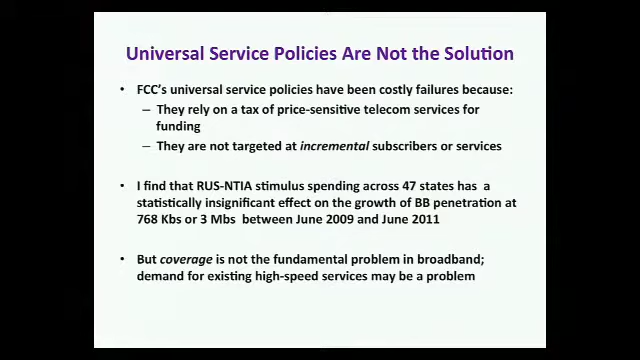 Universal Service Policies Are Not the Solution
• FCC's universal service policies have been costly failures because:
– They rely on a tax of price-sensitive telecom services for
funding
– They are not targeted at incremental subscribers or services
• I find that RUS-NTIA stimulus spending across 47 states has a
statistically insignificant effect on the growth of BB penetration at
768 Kbs or 3 Mbs between June 2009 and June 2011
• But coverage is not the fundamental problem in broadband;
demand for existing high-speed services may be a problem